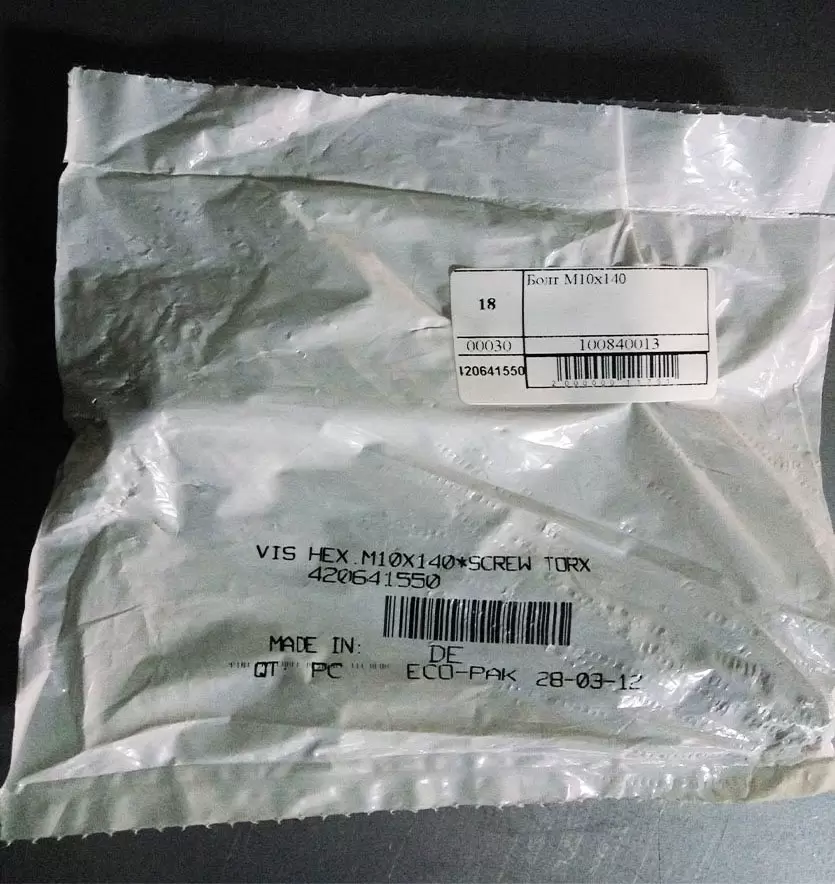 Болт М10х140
18
00030 100840013
420641550
VIS HEX.M10X140*SCREW TORX
420641550
MADE IN: DE
QT PC ECO-PAK 28-03-12